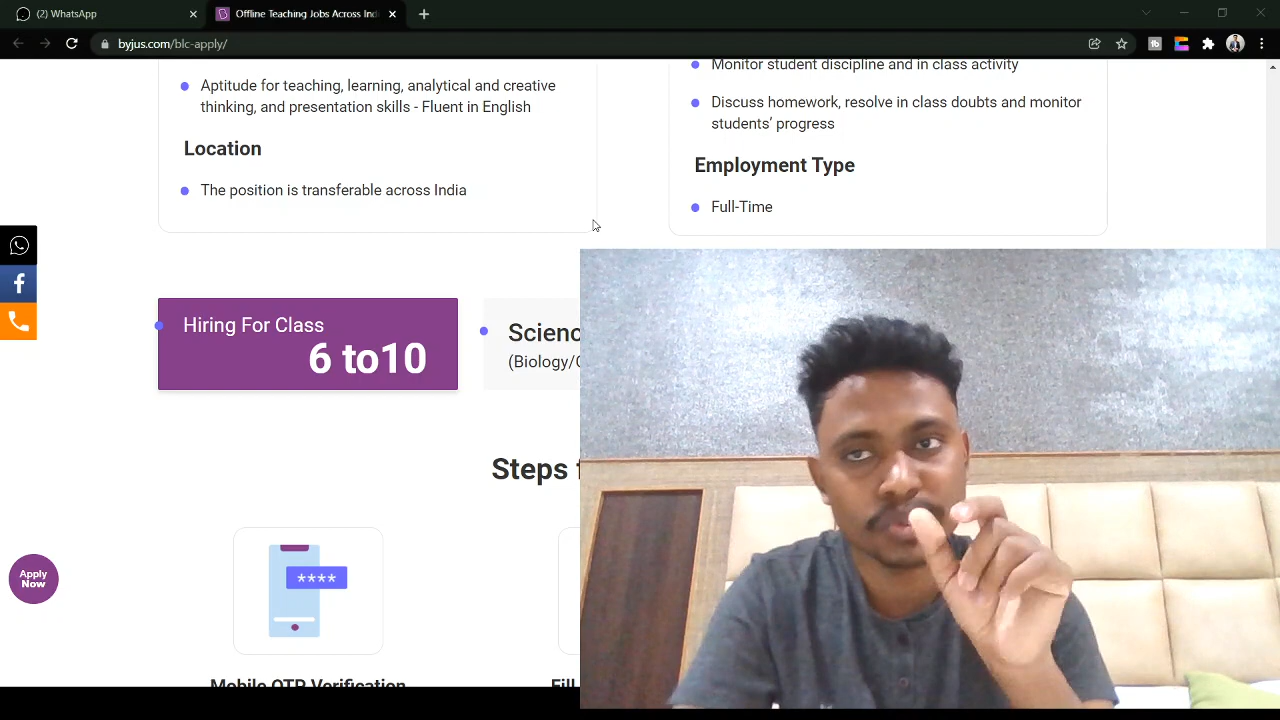 (2) WhatsApp
Offline Teaching Jobs Across Ind
byjus.com/blc-apply/
Aptitude for teaching, learning, analytical and creative
thinking, and presentation skills - Fluent in English
Location
The position is transferable across India
Monitor student discipline and in class activity
Discuss homework, resolve in class doubts and monitor
students’ progress
Employment Type
Full-Time
Hiring For Class
6 to10
Scienc
(Biology/C
Steps f
Apply
Now
****
Mobile OTP Verification
Fill